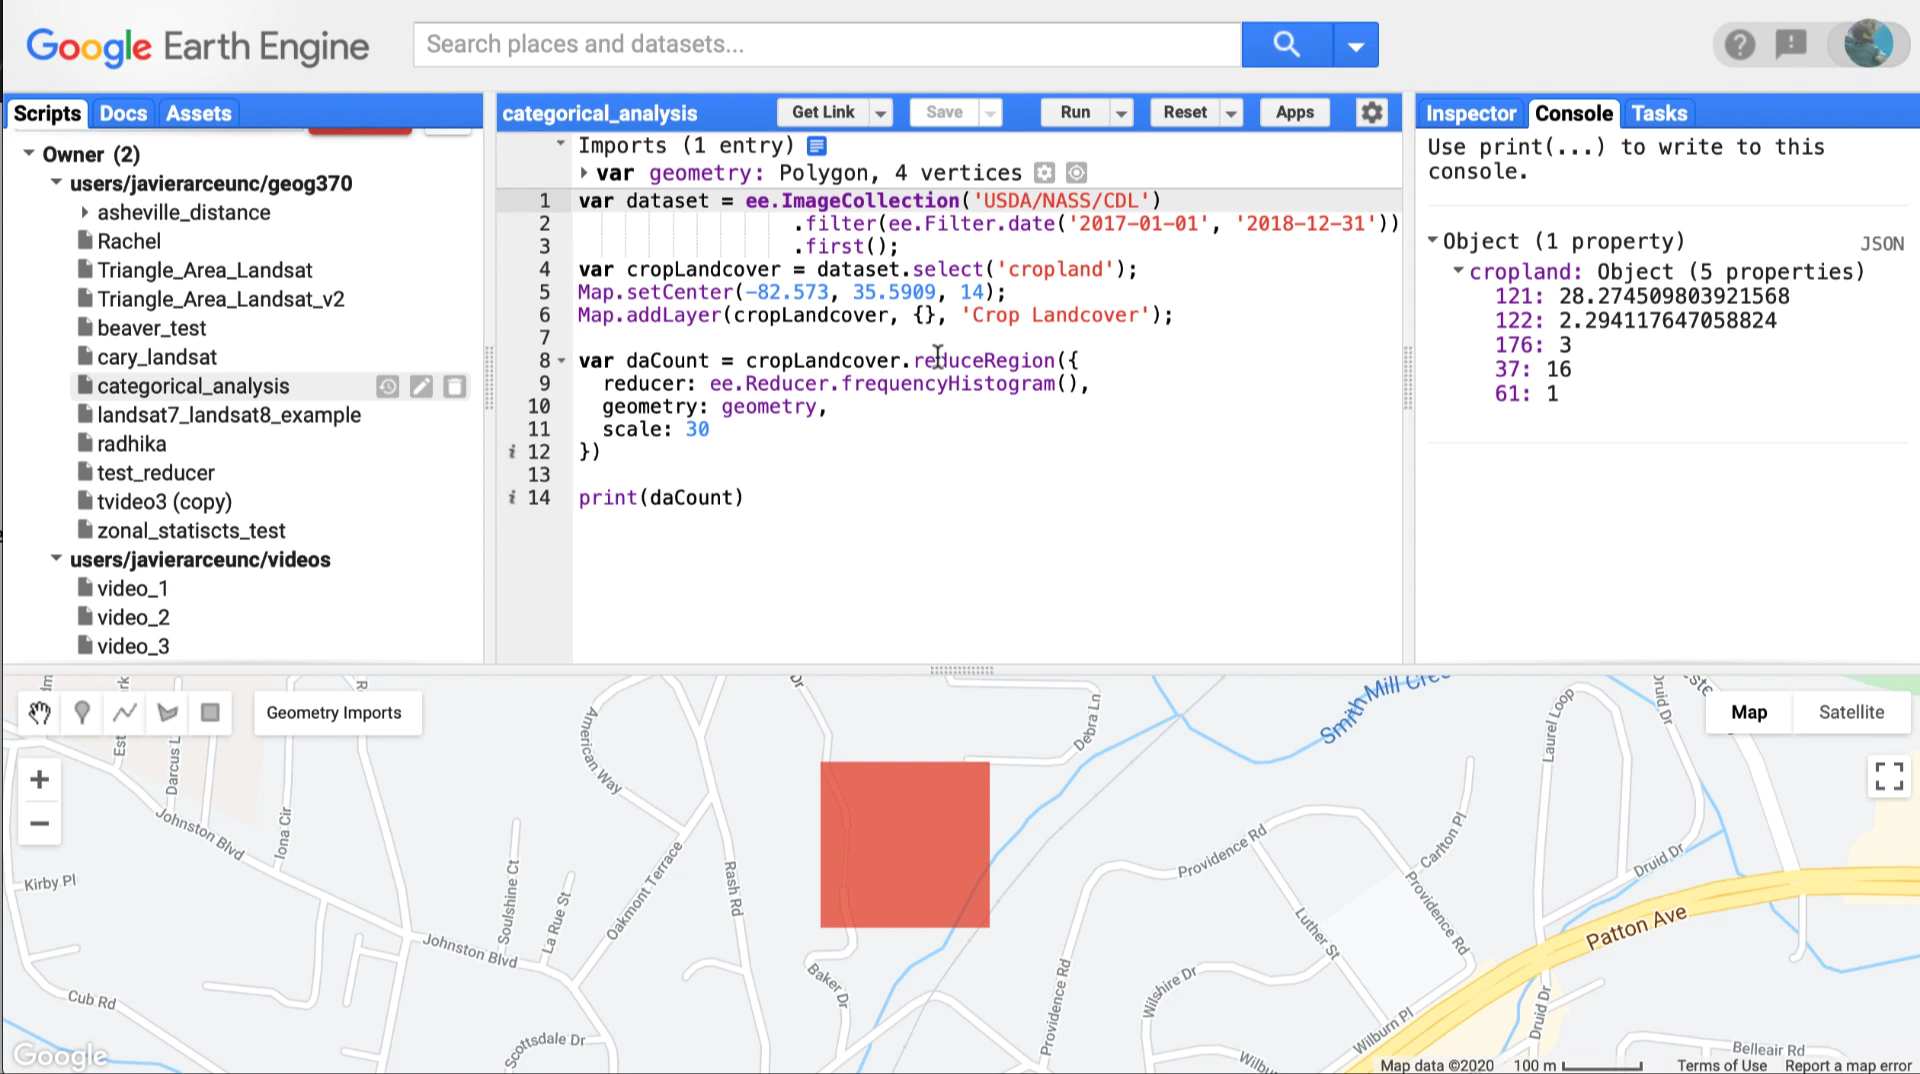 Google Earth Engine
Search places and datasets...
Scripts Docs Assets
Owner (2)
users/javierarceunc/geog370
asheville_distance
Rachel
Triangle_Area_Landsat
Triangle_Area_Landsat_v2
beaver_test
cary_landsat
categorical_analysis
landsat7_landsat8_example
radhika
test_reducer
tvideo3 (copy)
zonal_statiscts_test
users/javierarceunc/videos
video_1
video_2
video_3
categorical_analysis Get Link Save Run Reset Apps
Imports (1 entry)
var geometry: Polygon, 4 vertices
1 var dataset = ee.ImageCollection('USDA/NASS/CDL')
2 .filter(ee.Filter.date('2017-01-01', '2018-12-31'))
3 .first();
4 var cropLandcover = dataset.select('cropland');
5 Map.setCenter(-82.573, 35.5909, 14);
6 Map.addLayer(cropLandcover, {}, 'Crop Landcover');
7
8 var daCount = cropLandcover.reduceRegion({
9 reducer: ee.Reducer.frequencyHistogram(),
10 geometry: geometry,
11 scale: 30
i 12 })
13
i 14 print(daCount)
Inspector Console Tasks
Use print(...) to write to this
console.
Object (1 property) JSON
cropland: Object (5 properties)
121: 28.274509803921568
122: 2.294117647058824
176: 3
37: 16
61: 1
Geometry Imports
Map Satellite
+
−
Darcus L
Iona Cir
Johnston Blvd
Kirby Pl
Cub Rd
Johnston Blvd
Soulshine Ct
La Rue St
Oakmont Terrace
American Way
Rash Rd
Dr
Baker Dr
Scottsdale Dr
Debra Ln
Smith Mill Cre
Providence Rd
Providence Rd
Carlton Pl
Providence Rd
Luther St
Wilshire Dr
Wilburn Pl
Wilbu
Laurel Loop
Druid Dr
Druid Dr
Druid Dr
Patton Ave
Belleair Rd
Google
Map data ©2020 100 m Terms of Use Report a map error